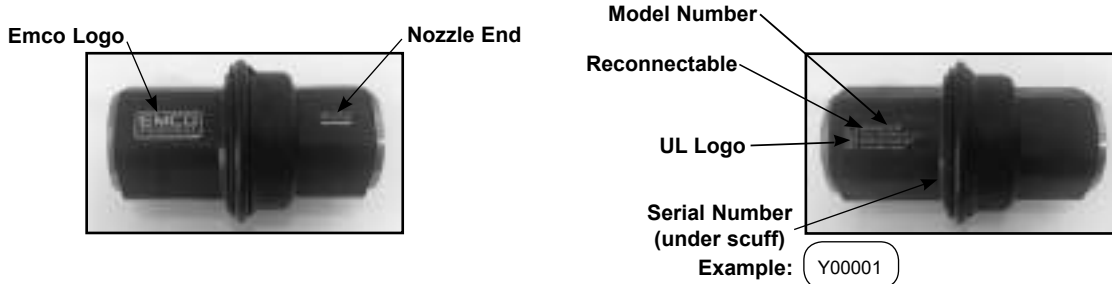 Emco Logo
Nozzle End
EMCO
Model Number
Reconnectable
UL Logo
Serial Number
(under scuff)
Example: Y00001